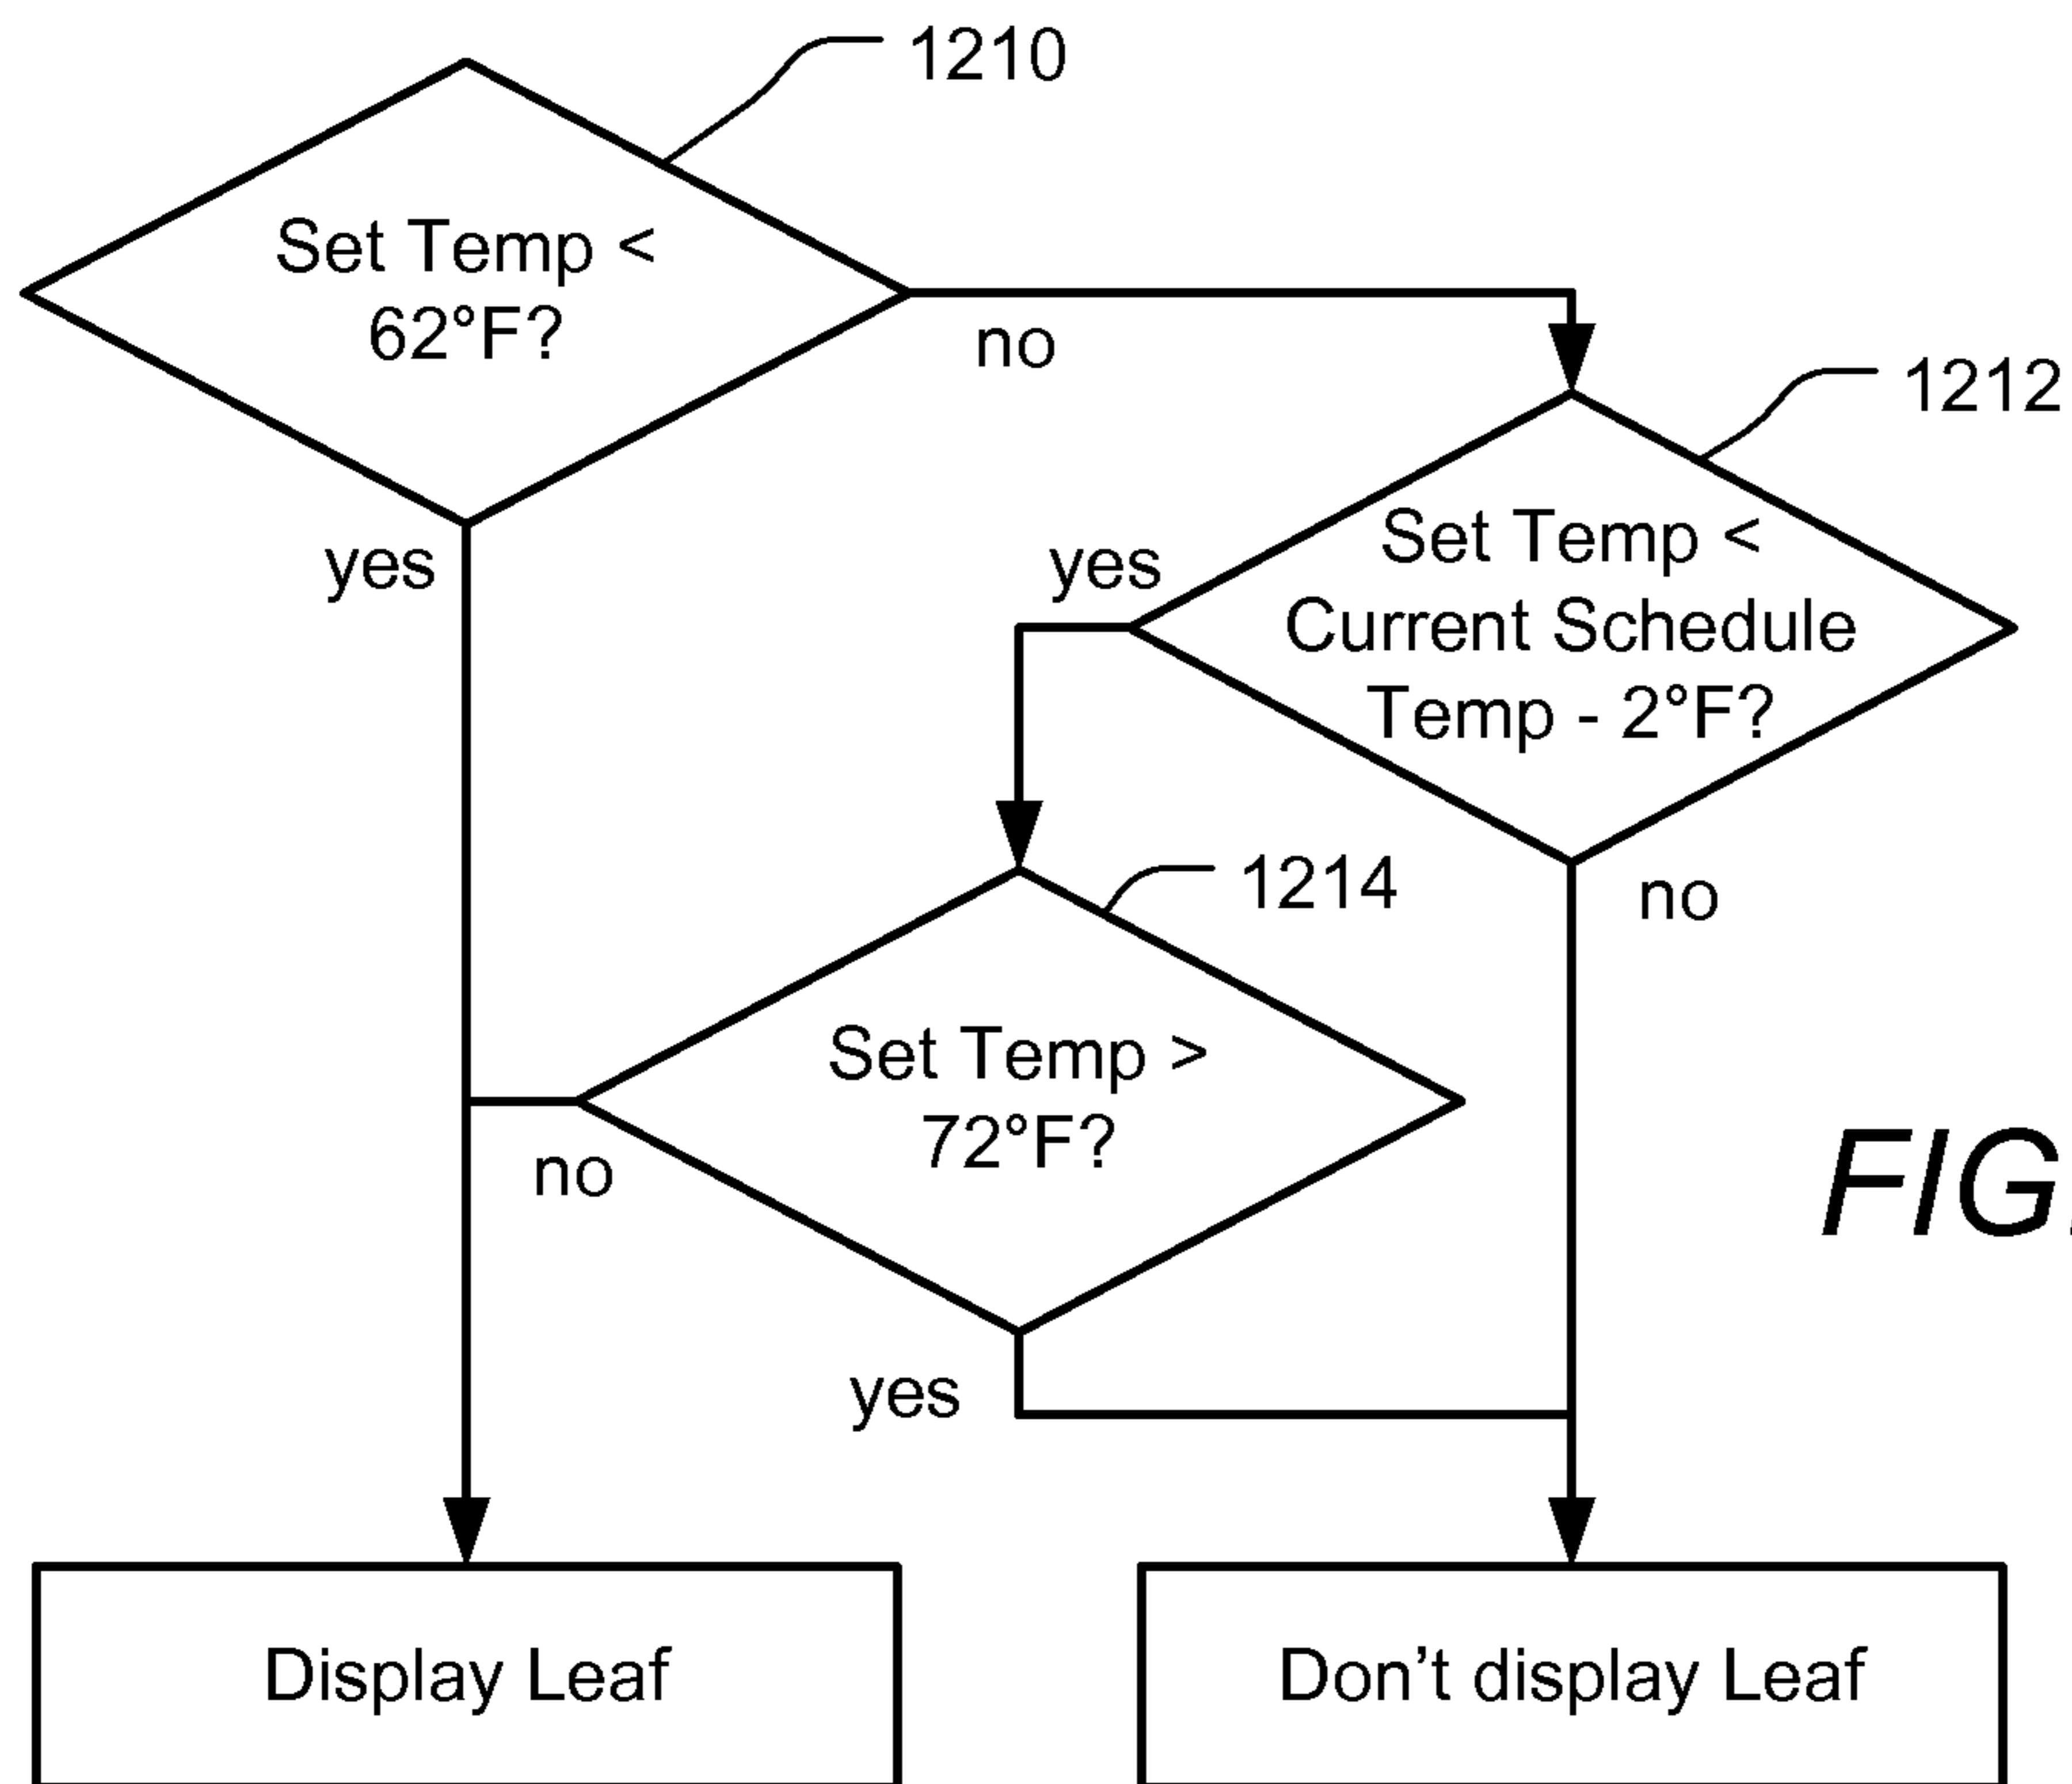 1210
Set Temp <
62°F?
no
1212
yes
Set Temp <
Current Schedule
Temp - 2°F?
yes
1214
no
Set Temp >
72°F?
no
FIG.
yes
Display Leaf
Don’t display Leaf